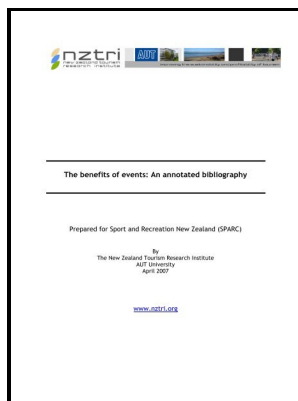 nztri
new zealand tourism
research institute
AUT
The benefits of events: An annotated bibliography
Prepared for Sport and Recreation New Zealand (SPARC)
By
The New Zealand Tourism Research Institute
AUT University
April 2007
www.nztri.org